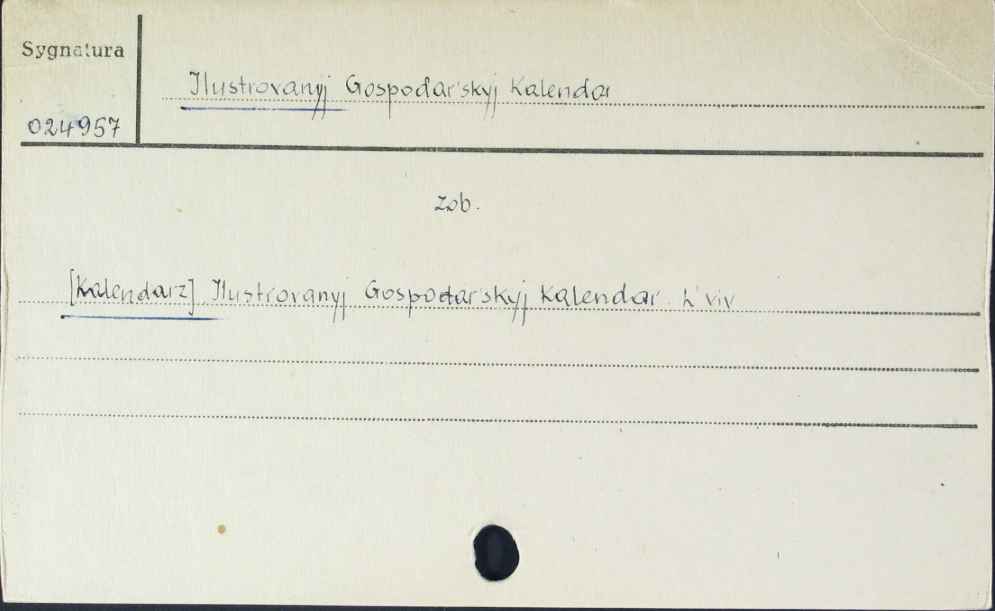 Sygnatura
Ilustrovanyj Gospodar'skyj Kalendar
024957
zob.
[Kalendarz] Ilustrovanyj Gospodar'skyj Kalendar. L'viv